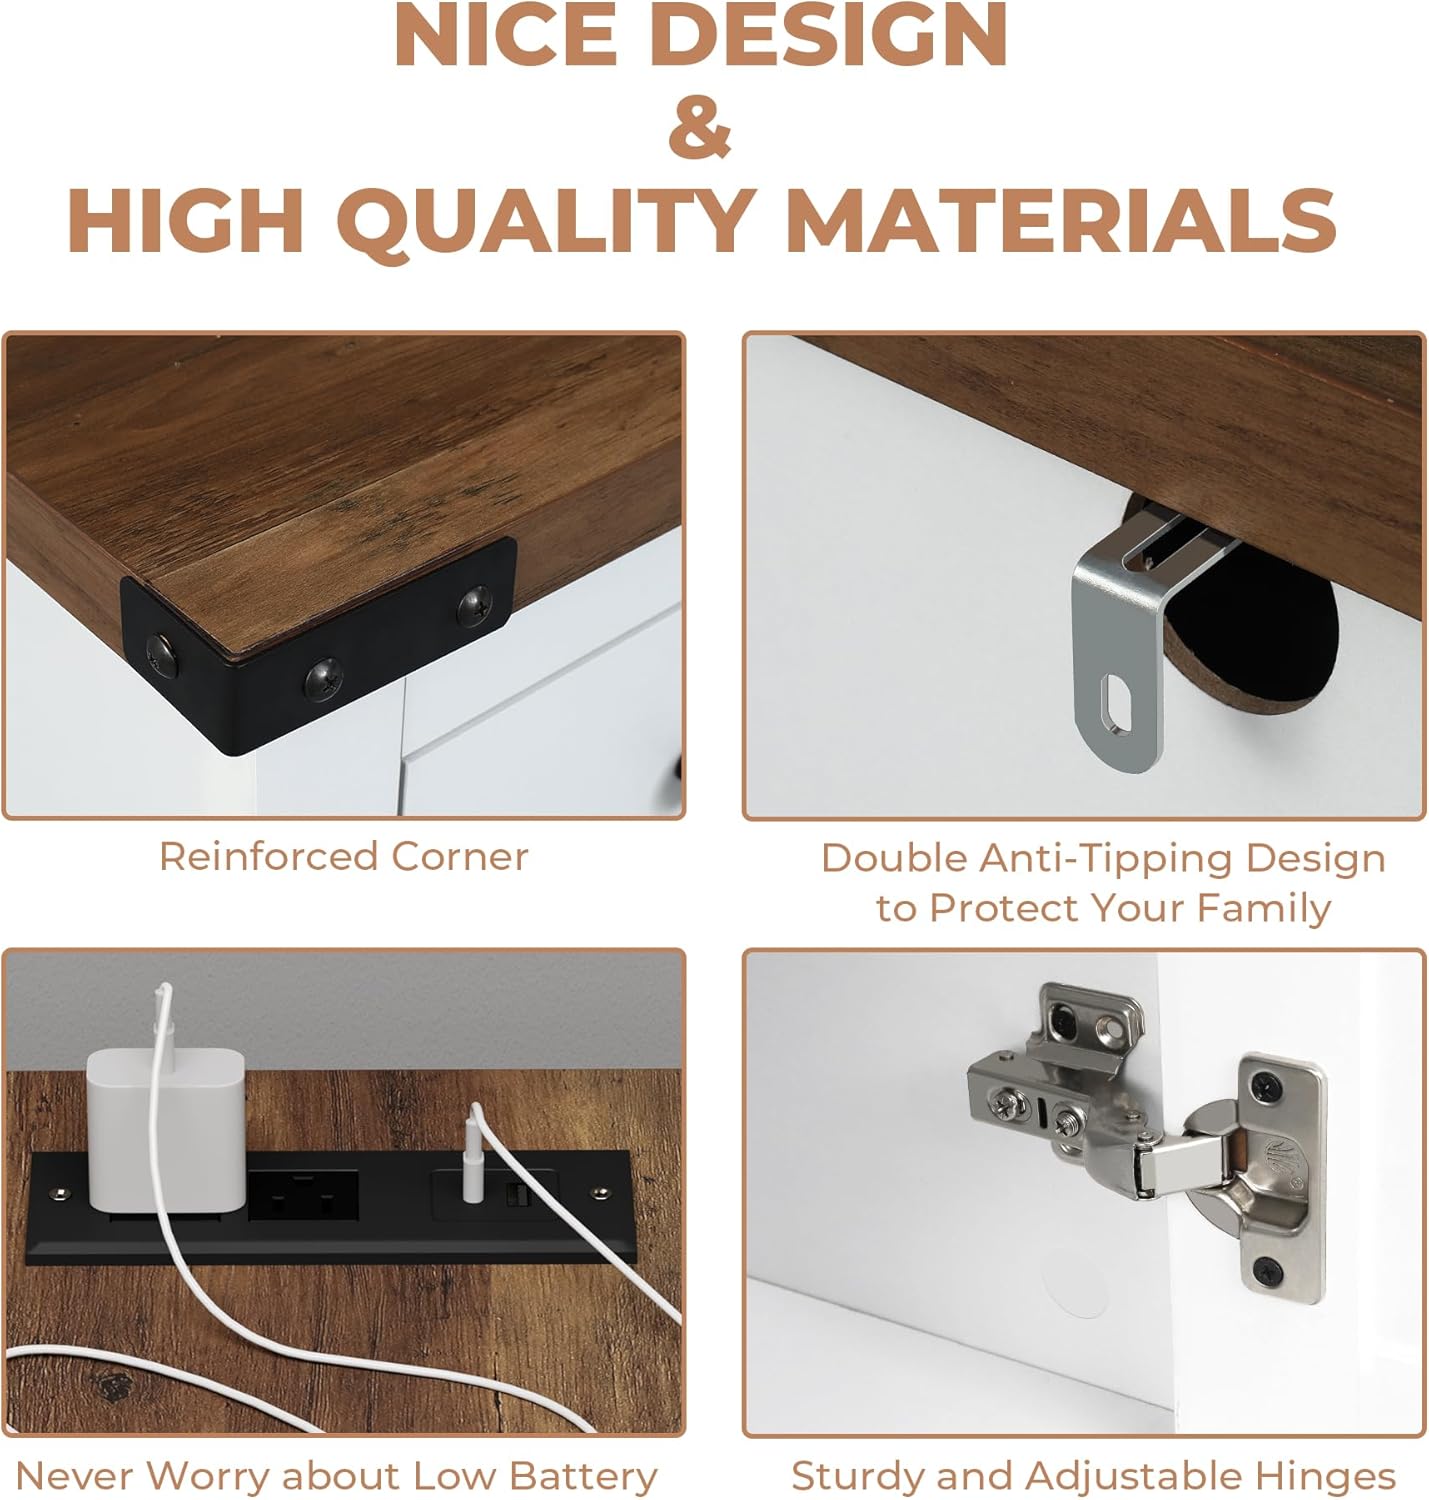 NICE DESIGN
&
HIGH QUALITY MATERIALS
Reinforced Corner
Double Anti-Tipping Design
to Protect Your Family
Never Worry about Low Battery
Sturdy and Adjustable Hinges